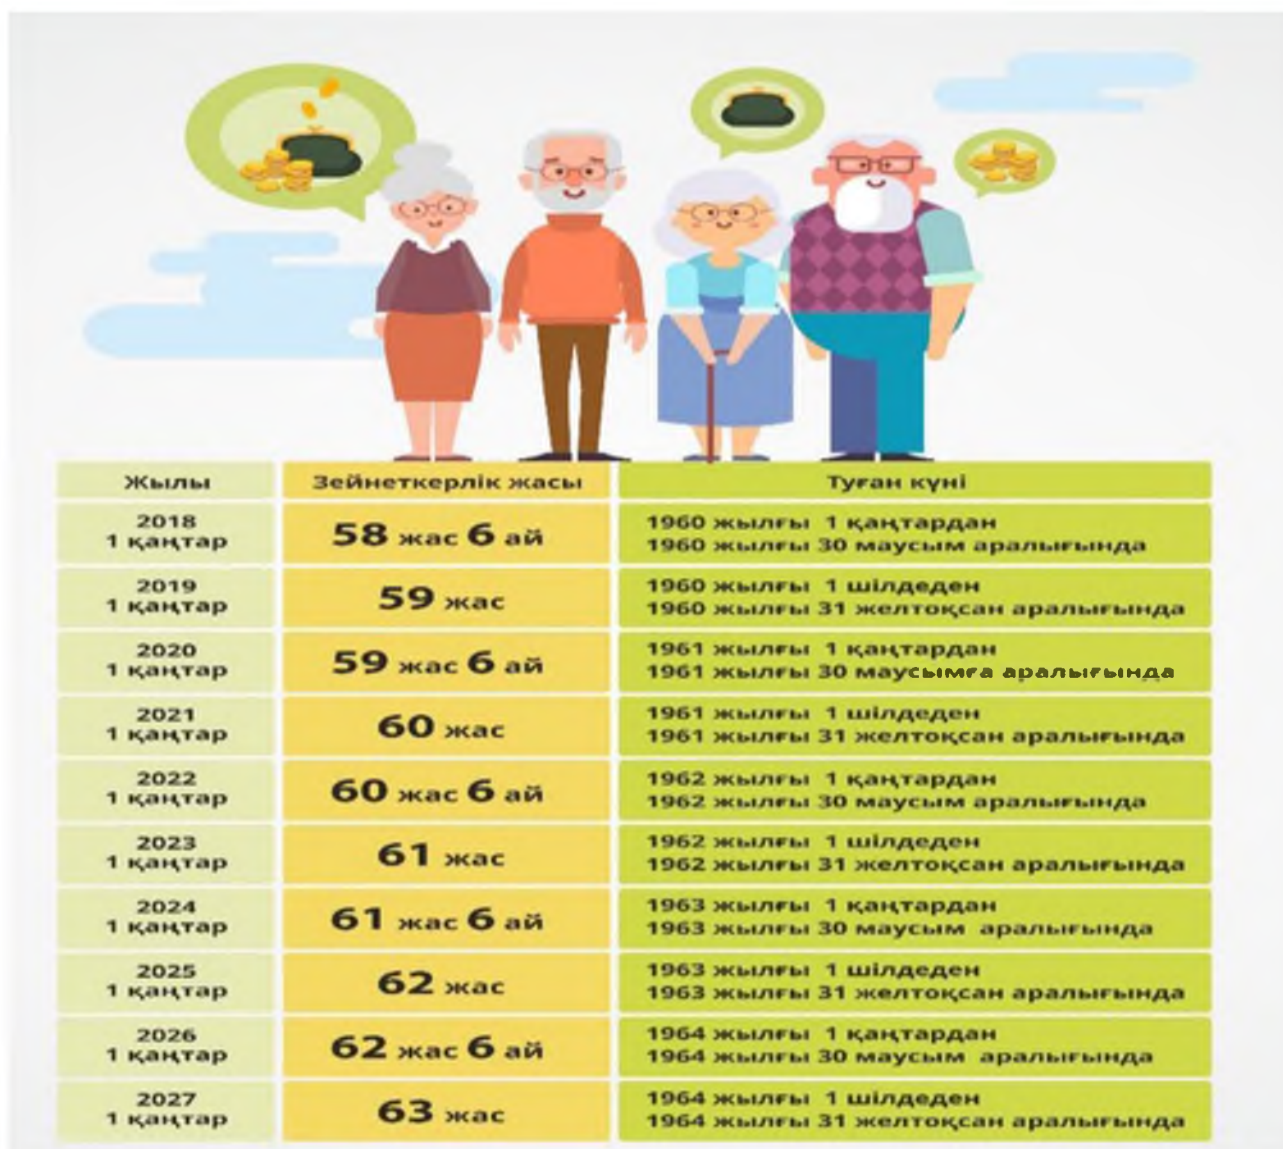 Жылы
Зейнеткерлік жасы
Туған күні
2018
1 қаңтар
58 жас 6 ай
1960 жылғы 1 қаңтардан
1960 жылғы 30 маусым аралығында
2019
1 қаңтар
59 жас
1960 жылғы 1 шілдеден
1960 жылғы 31 желтоқсан аралығында
2020
1 қаңтар
59 жас 6 ай
1961 жылғы 1 қаңтардан
1961 жылғы 30 маусымға аралығында
2021
1 қаңтар
60 жас
1961 жылғы 1 шілдеден
1961 жылғы 31 желтоқсан аралығында
2022
1 қаңтар
60 жас 6 ай
1962 жылғы 1 қаңтардан
1962 жылғы 30 маусым аралығында
2023
1 қаңтар
61 жас
1962 жылғы 1 шілдеден
1962 жылғы 31 желтоқсан аралығында
2024
1 қаңтар
61 жас 6 ай
1963 жылғы 1 қаңтардан
1963 жылғы 30 маусым аралығында
2025
1 қаңтар
62 жас
1963 жылғы 1 шілдеден
1963 жылғы 31 желтоқсан аралығында
2026
1 қаңтар
62 жас 6 ай
1964 жылғы 1 қаңтардан
1964 жылғы 30 маусым аралығында
2027
1 қаңтар
63 жас
1964 жылғы 1 шілдеден
1964 жылғы 31 желтоқсан аралығында